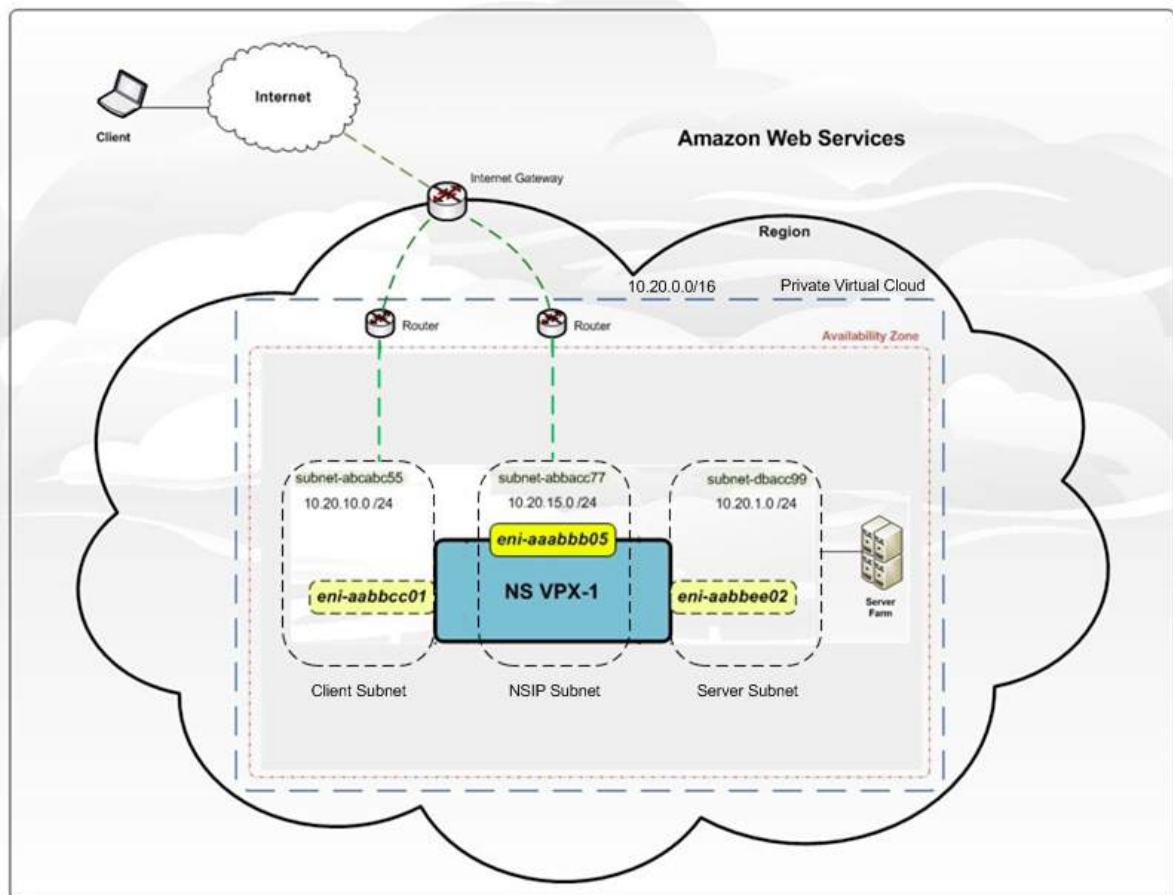 Internet
Client
Amazon Web Services
Internet Gateway
Region
10.20.0.0/16
Private Virtual Cloud
Router
Router
Availability Zone
subnet-abcabc55
10.20.10.0 /24
subnet-abbacc77
10.20.15.0 /24
subnet-dbacc99
10.20.1.0 /24
eni-aaabbb05
eni-aabbcc01
NS VPX-1
eni-aabbee02
Server
Farm
Client Subnet
NSIP Subnet
Server Subnet